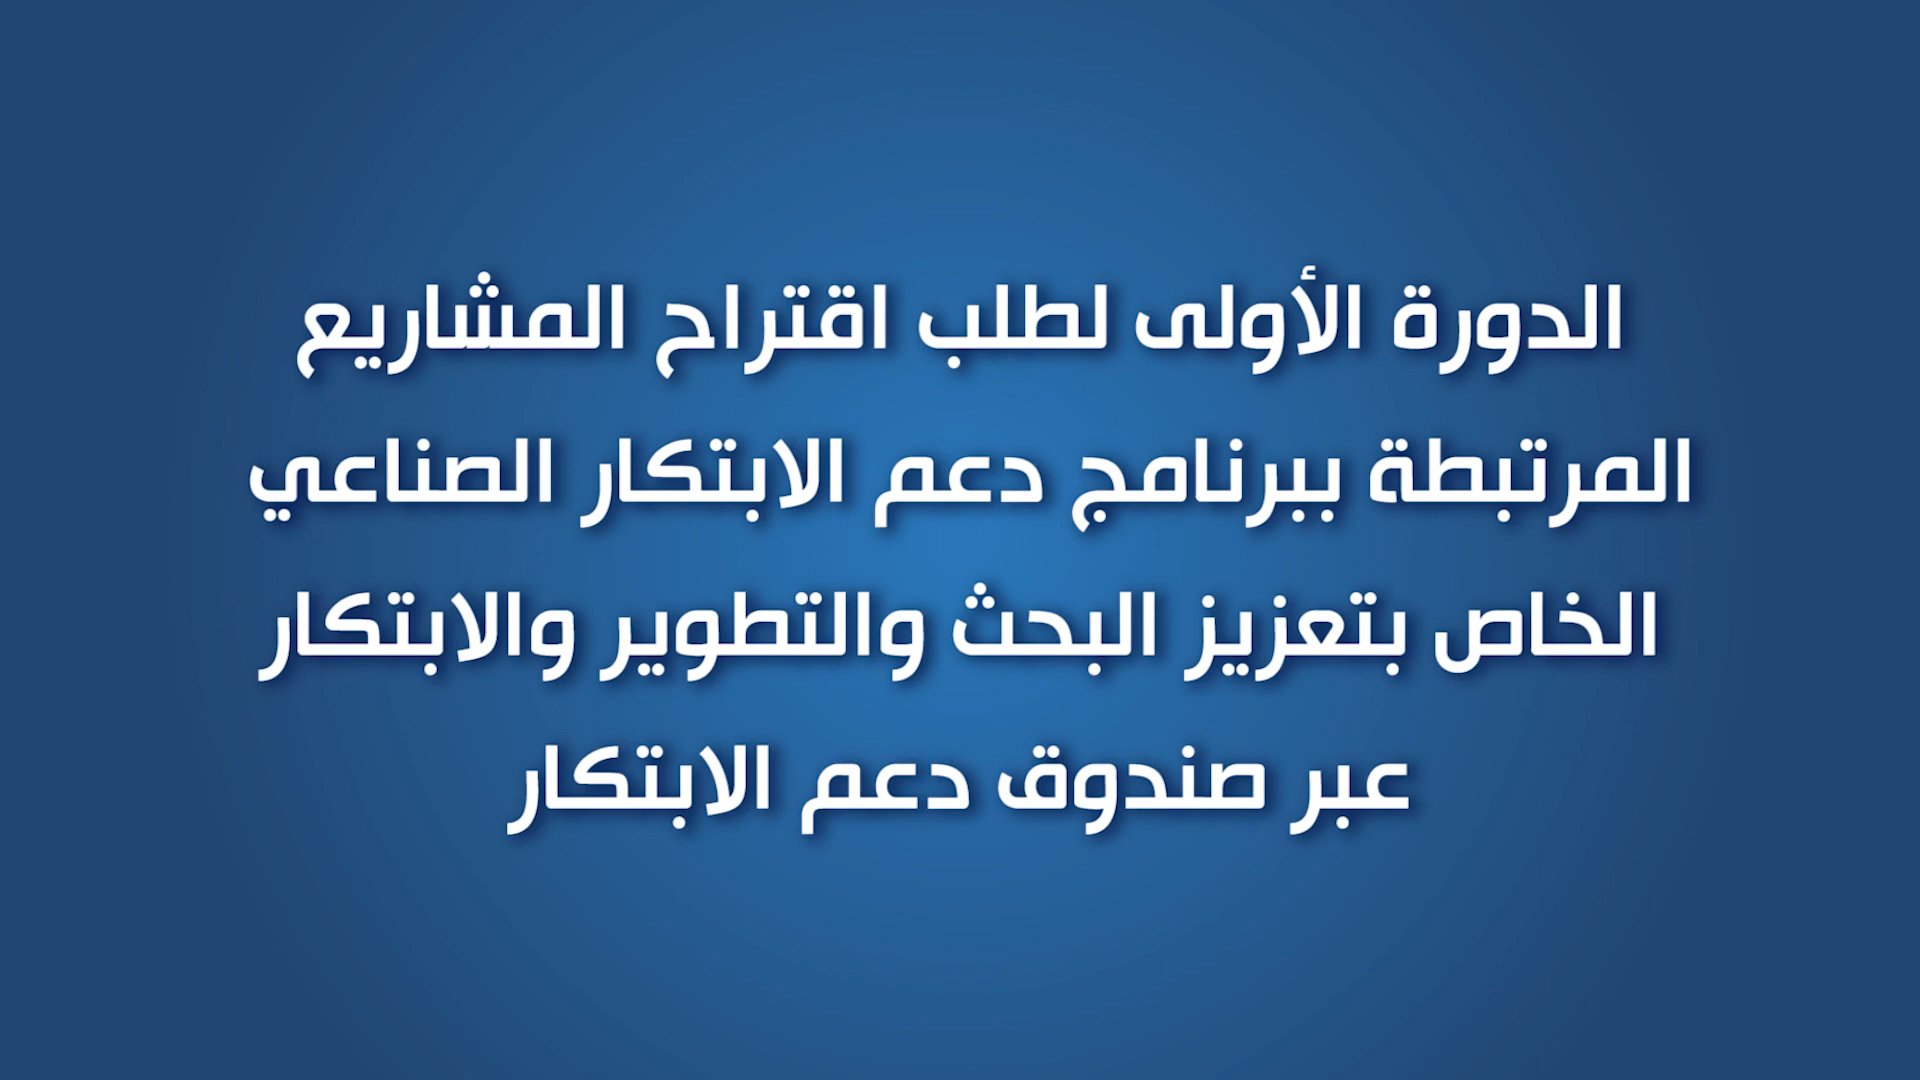 الدورة الأولى لطلب اقتراح المشاريع
المرتبطة ببرنامج دعم الابتكار الصناعي
الخاص بتعزيز البحث والتطوير والابتكار
عبر صندوق دعم الابتكار